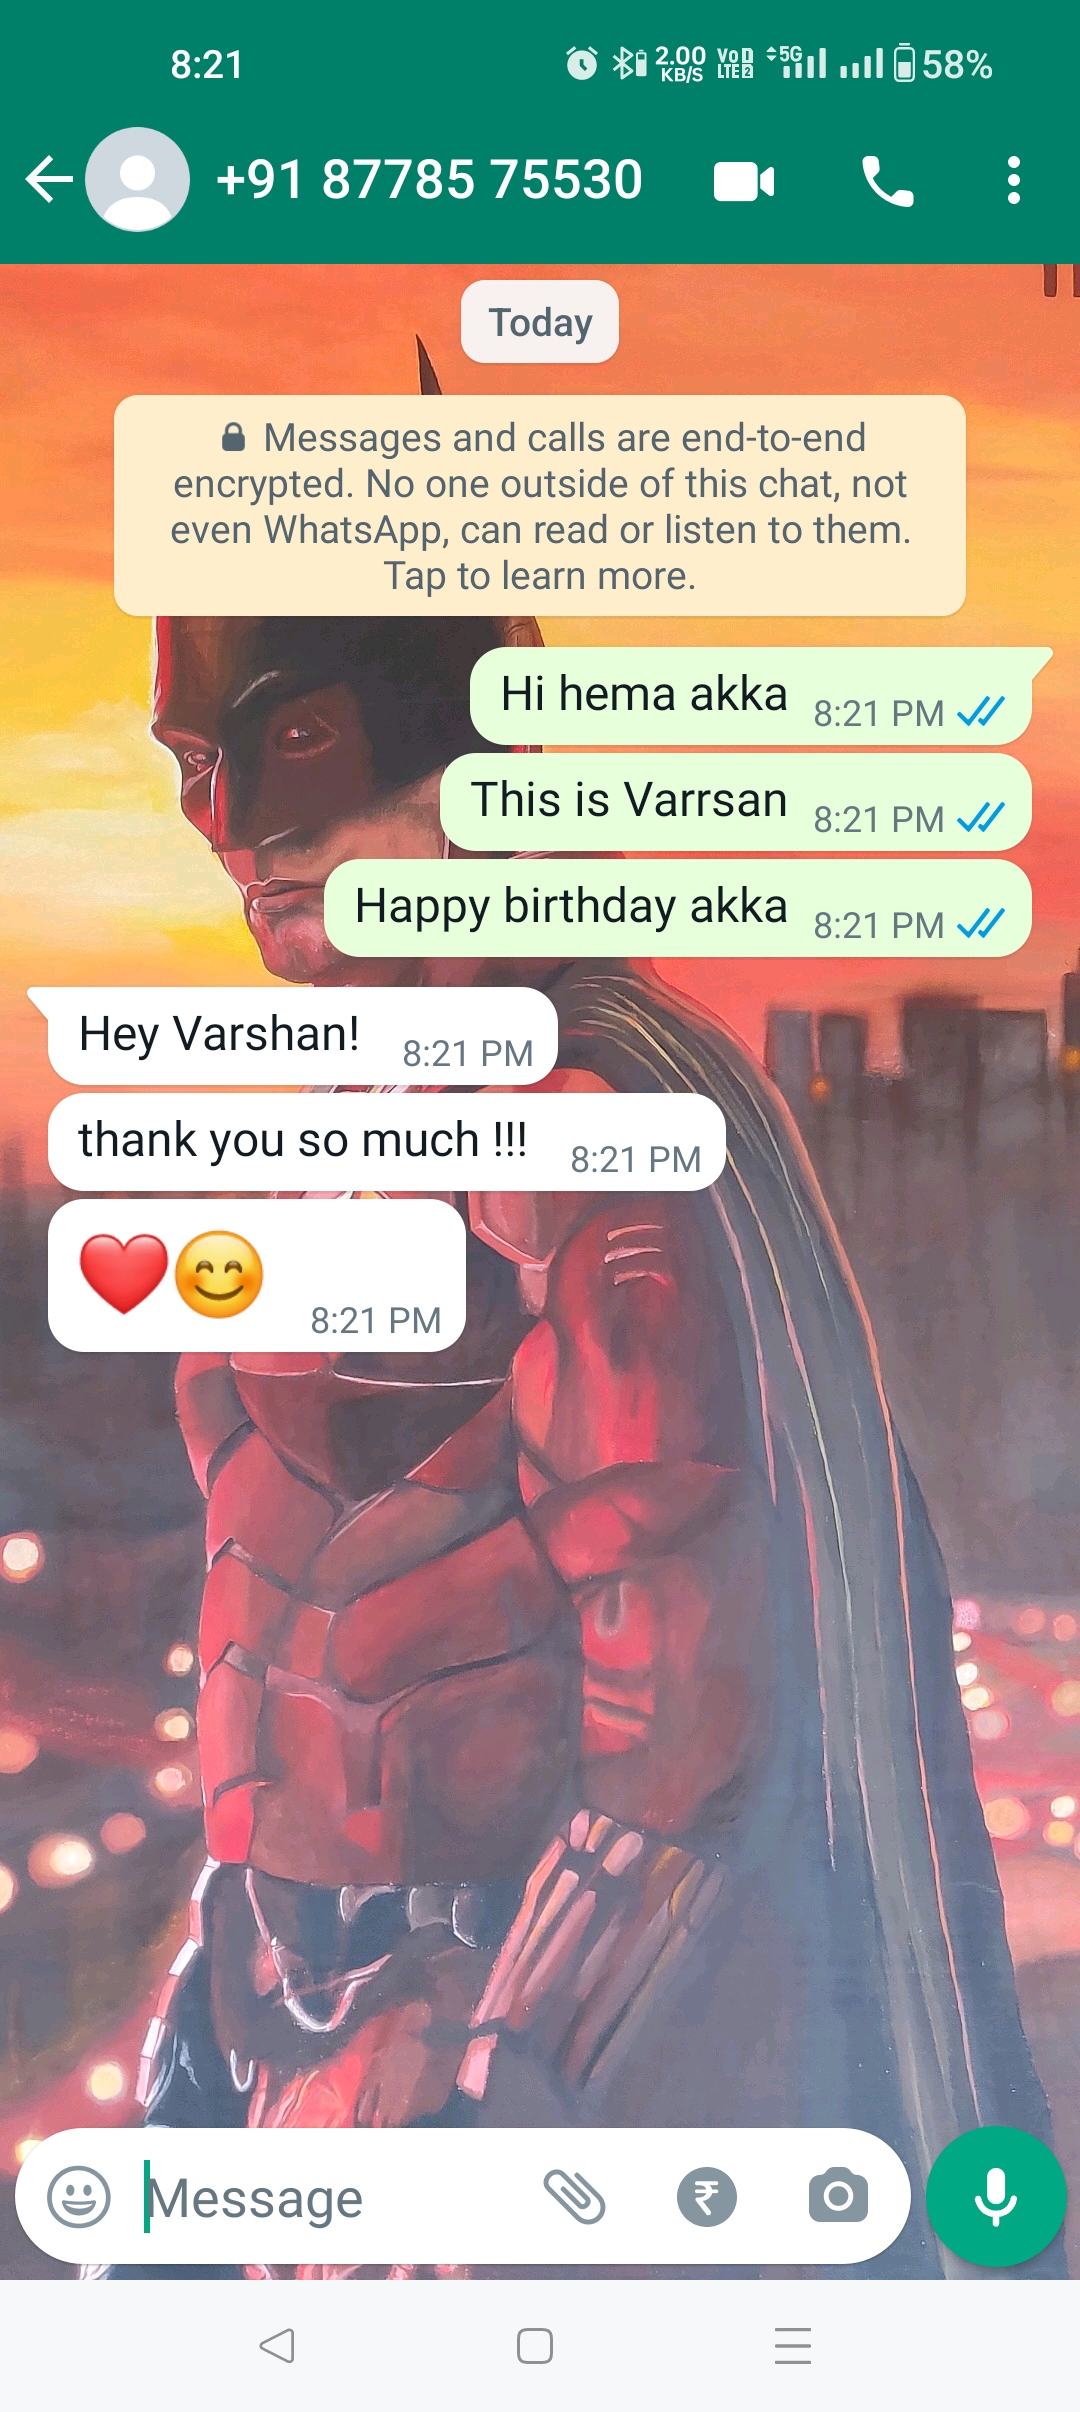 8:21
2.00 KB/S VoLTE 5G 58%
+91 87785 75530
Today
Messages and calls are end-to-end
encrypted. No one outside of this chat, not
even WhatsApp, can read or listen to them.
Tap to learn more.
Hi hema akka 8:21 PM
This is Varrsan 8:21 PM
Happy birthday akka 8:21 PM
Hey Varshan! 8:21 PM
thank you so much !!! 8:21 PM
❤️😊 8:21 PM
Message
₹